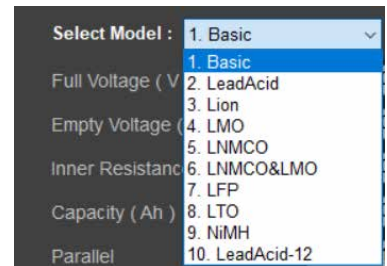 Select Model : 1. Basic
1. Basic
Full Voltage ( V 2. LeadAcid
3. Lion
Empty Voltage ( 4. LMO
5. LNMCO
Inner Resistanc 6. LNMCO&LMO
7. LFP
Capacity ( Ah ) 8. LTO
9. NiMH
Parallel 10. LeadAcid-12